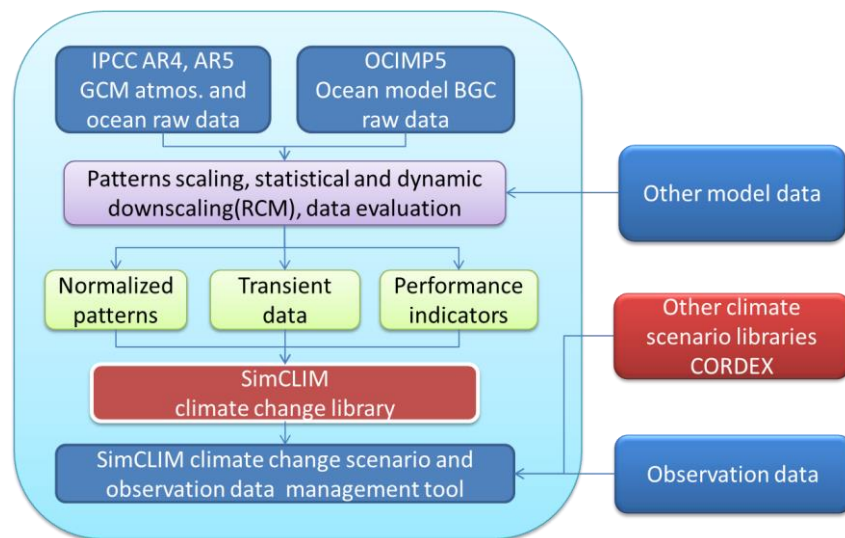 IPCC AR4, AR5
GCM atmos. and
ocean raw data
OCIMP5
Ocean model BGC
raw data
Patterns scaling, statistical and dynamic
downscaling(RCM), data evaluation
Other model data
Normalized
patterns
Transient
data
Performance
indicators
Other climate
scenario libraries
CORDEX
SimCLIM
climate change library
SimCLIM climate change scenario and
observation data  management tool
Observation data